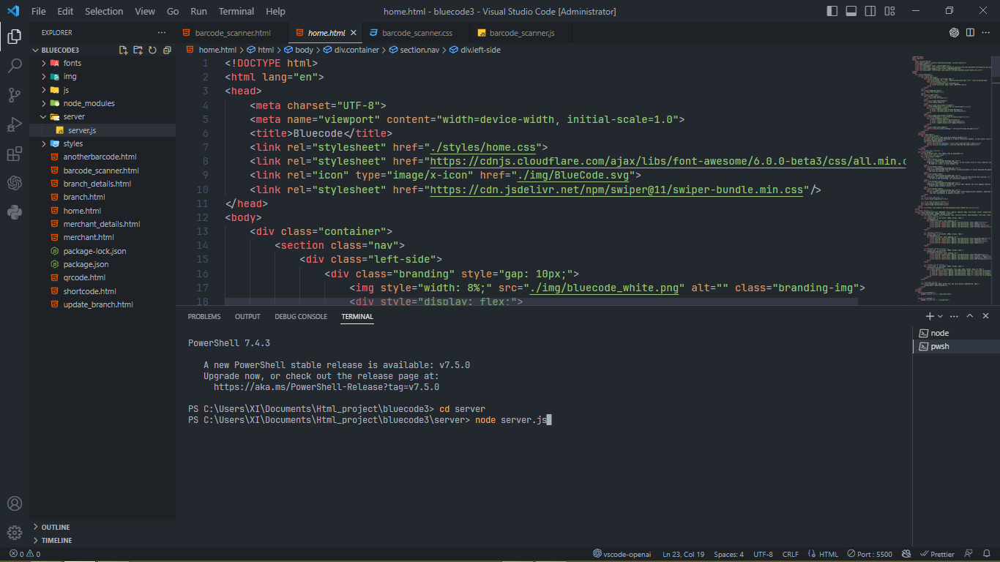 File Edit Selection View Go Run Terminal Help
home.html - bluecode3 - Visual Studio Code [Administrator]
EXPLORER
barcode_scanner.html
home.html
barcode_scanner.css
barcode_scanner.js
BLUECODE3
home.html > html > body > div.container > section.nav > div.left-side
fonts
img
js
node_modules
server
server.js
styles
anotherbarcode.html
barcode_scanner.html
branch_details.html
branch.html
home.html
merchant_details.html
merchant.html
package-lock.json
package.json
qrcode.html
shortcode.html
update_branch.html
OUTLINE
TIMELINE
1 <!DOCTYPE html>
2 <html lang="en">
3 <head>
4 <meta charset="UTF-8">
5 <meta name="viewport" content="width=device-width, initial-scale=1.0">
6 <title>Bluecode</title>
7 <link rel="stylesheet" href="./styles/home.css">
8 <link rel="stylesheet" href="https://cdnjs.cloudflare.com/ajax/libs/font-awesome/6.0.0-beta3/css/all.min.c
9 <link rel="icon" type="image/x-icon" href="./img/BlueCode.svg">
10 <link rel="stylesheet" href="https://cdn.jsdelivr.net/npm/swiper@11/swiper-bundle.min.css"/>
11 </head>
12 <body>
13 <div class="container">
14 <section class="nav">
15 <div class="left-side">
16 <div class="branding" style="gap: 10px;">
17 <img style="width: 8%;" src="./img/bluecode_white.png" alt="" class="branding-img">
18 <div style="display: flex;">
PROBLEMS OUTPUT DEBUG CONSOLE TERMINAL
node
pwsh
PowerShell 7.4.3
A new PowerShell stable release is available: v7.5.0
Upgrade now, or check out the release page at:
https://aka.ms/PowerShell-Release?tag=v7.5.0
PS C:\Users\XI\Documents\Html_project\bluecode3> cd server
PS C:\Users\XI\Documents\Html_project\bluecode3\server> node server.js
0 0
vscode-openai
Ln 23, Col 19
Spaces: 4
UTF-8
CRLF
HTML
Port : 5500
Prettier